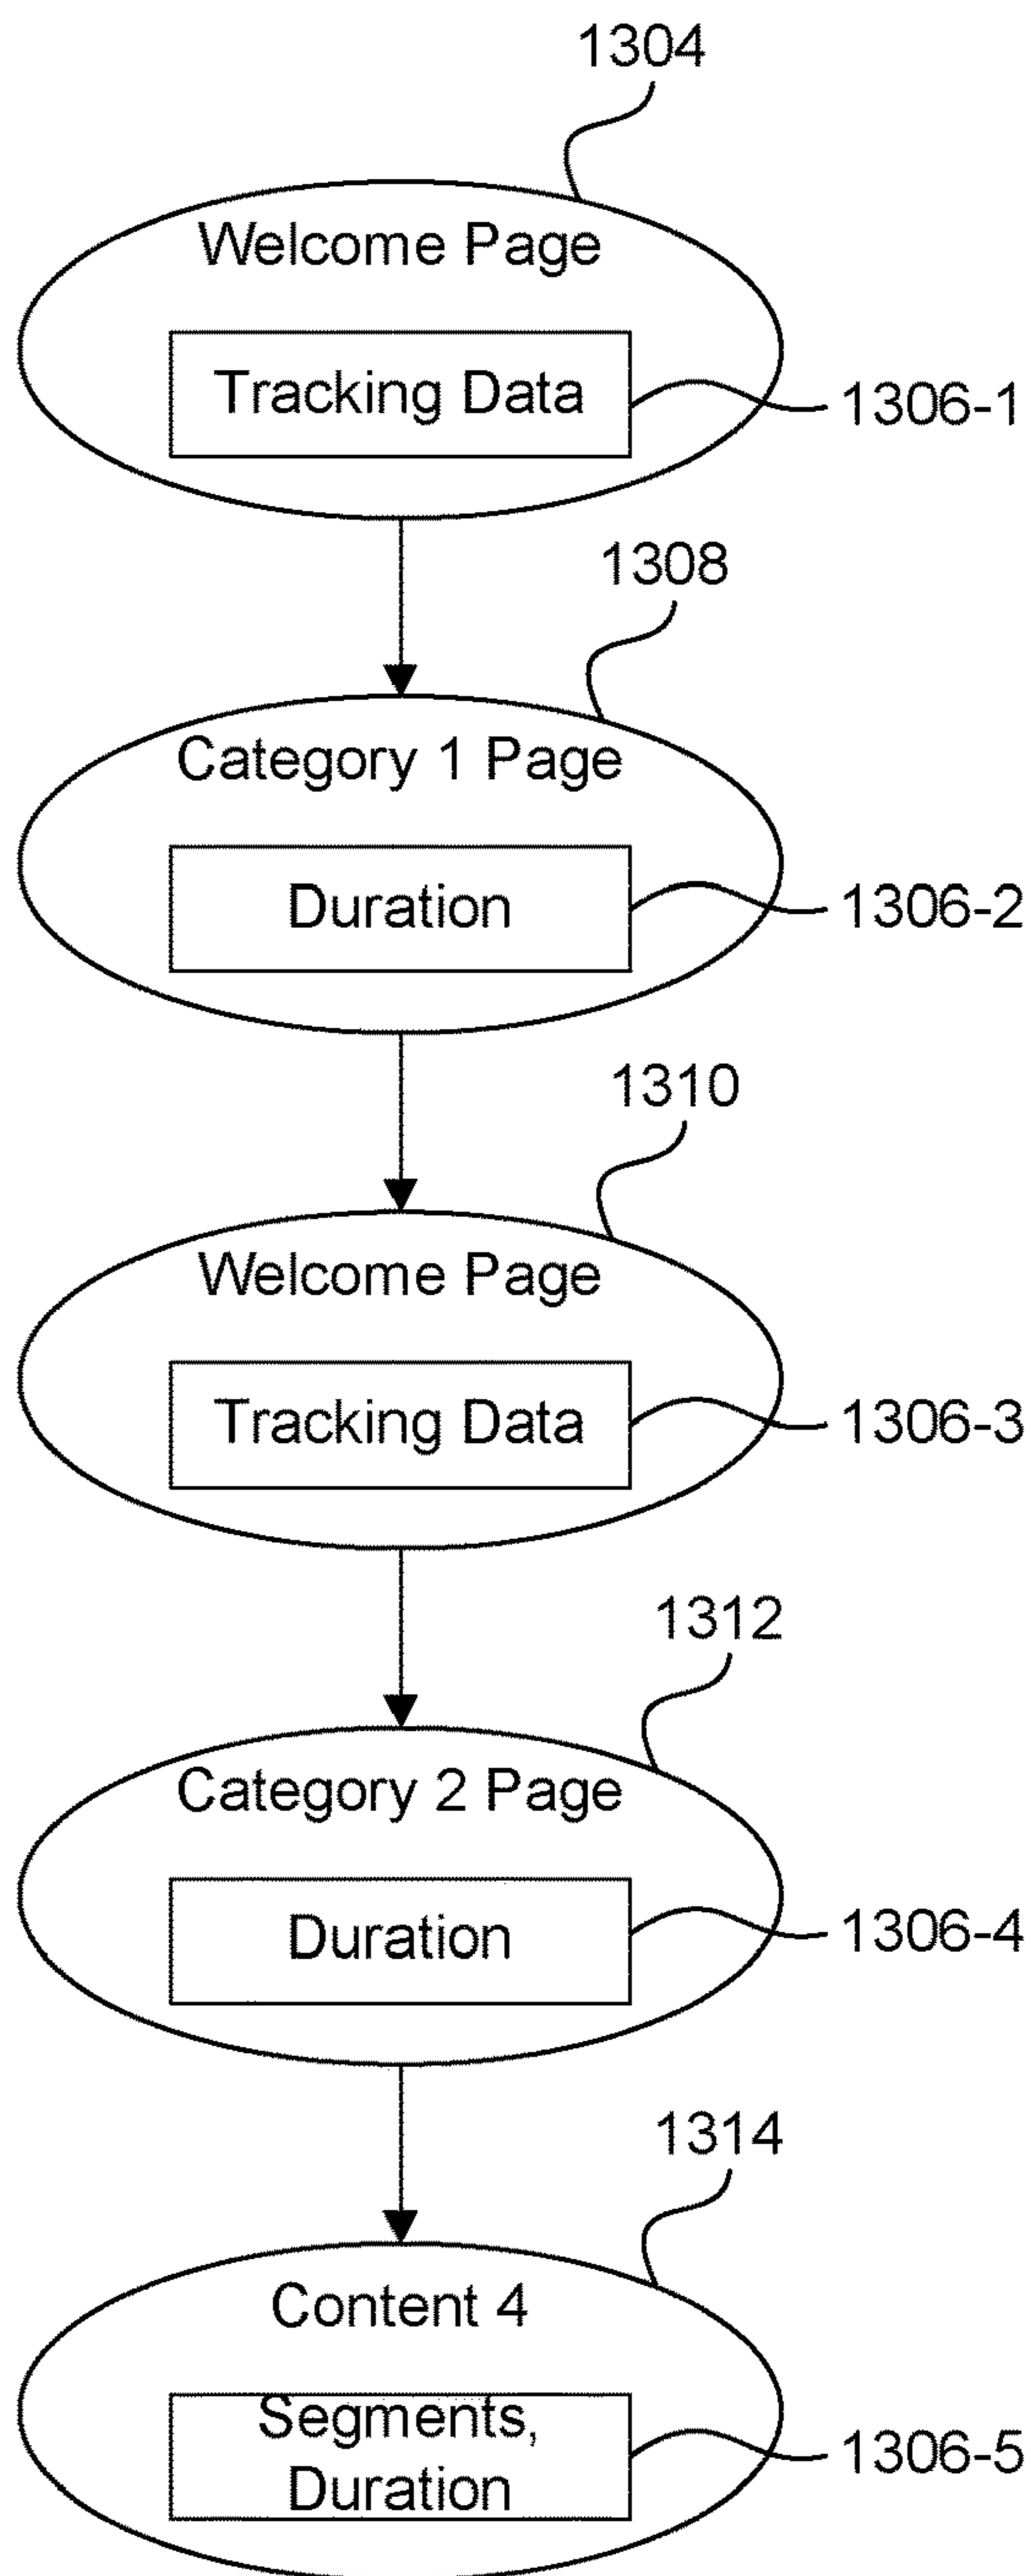 1304
Welcome Page
Tracking Data
1306-1
1308
Category 1 Page
Duration
1306-2
1310
Welcome Page
Tracking Data
1306-3
1312
Category 2 Page
Duration
1306-4
1314
Content 4
Segments,
Duration
1306-5